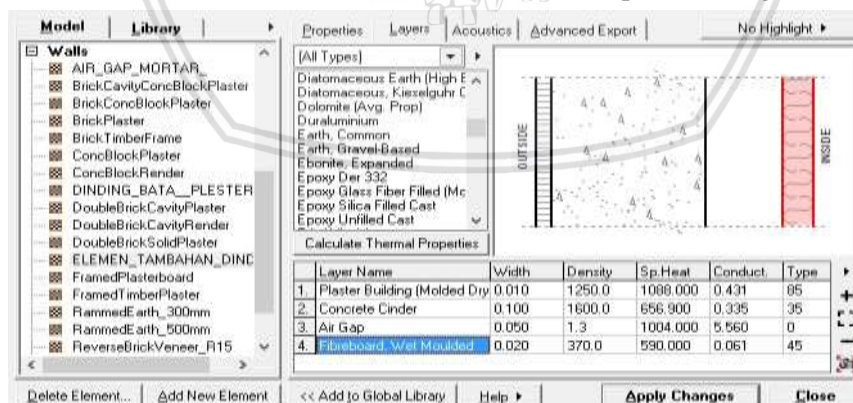 Model Library
Walls
AIR_GAP_MORTAR_
BrickCavityConcBlockPlaster
BrickConcBlockPlaster
BrickPlaster
BrickTimberFrame
ConcBlockPlaster
ConcBlockRender
DINDING_BATA__PLESTER
DoubleBrickCavityPlaster
DoubleBrickCavityRender
DoubleBrickSolidPlaster
ELEMEN_TAMBAHAN_DIND
FramedPlasterboard
FramedTimberPlaster
RammedEarth_300mm
RammedEarth_500mm
ReverseBrickVeneer_R15
Delete Element... Add New Element
Properties Layers Acoustics Advanced Export No Highlight
(All Types)
Diatomaceous Earth (High E
Diatomaceous, Kieselguhr C
Dolomite (Avg. Prop)
Duraluminium
Earth, Common
Earth, Gravel-Based
Ebonite, Expanded
Epoxy Der 332
Epoxy Glass Fiber Filled (Mc
Epoxy Silica Filled Cast
Epoxy Unfilled Cast
Calculate Thermal Properties
OUTSIDE
INSIDE
Layer Name Width Density Sp.Heat Conduct. Type
1. Plaster Building (Molded Dry 0.010 1250.0 1088.000 0.431 85
2. Concrete Cinder 0.100 1600.0 656.900 0.335 35
3. Air Gap 0.050 1.3 1004.000 5.560 0
4. Fibreboard, Wet Moulded 0.020 370.0 590.000 0.061 45
<< Add to Global Library Help Apply Changes Close